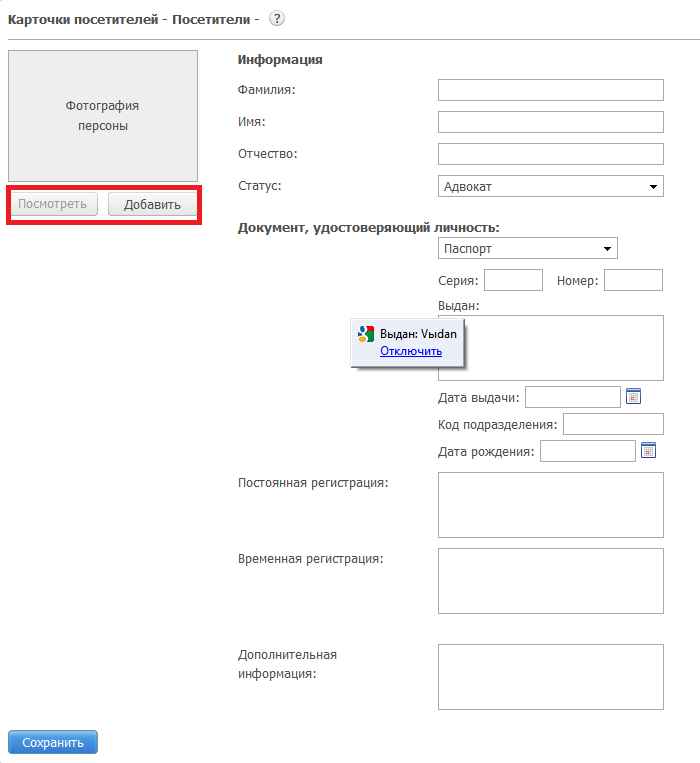 Карточки посетителей - Посетители - ?
Фотография
персоны
Посмотреть Добавить
Информация
Фамилия:
Имя:
Отчество:
Статус: Адвокат
Документ, удостоверяющий личность:
Паспорт
Серия: Номер:
Выдан:
Выдан: Vыdan
Отключить
Дата выдачи:
Код подразделения:
Дата рождения:
Постоянная регистрация:
Временная регистрация:
Дополнительная
информация:
Сохранить